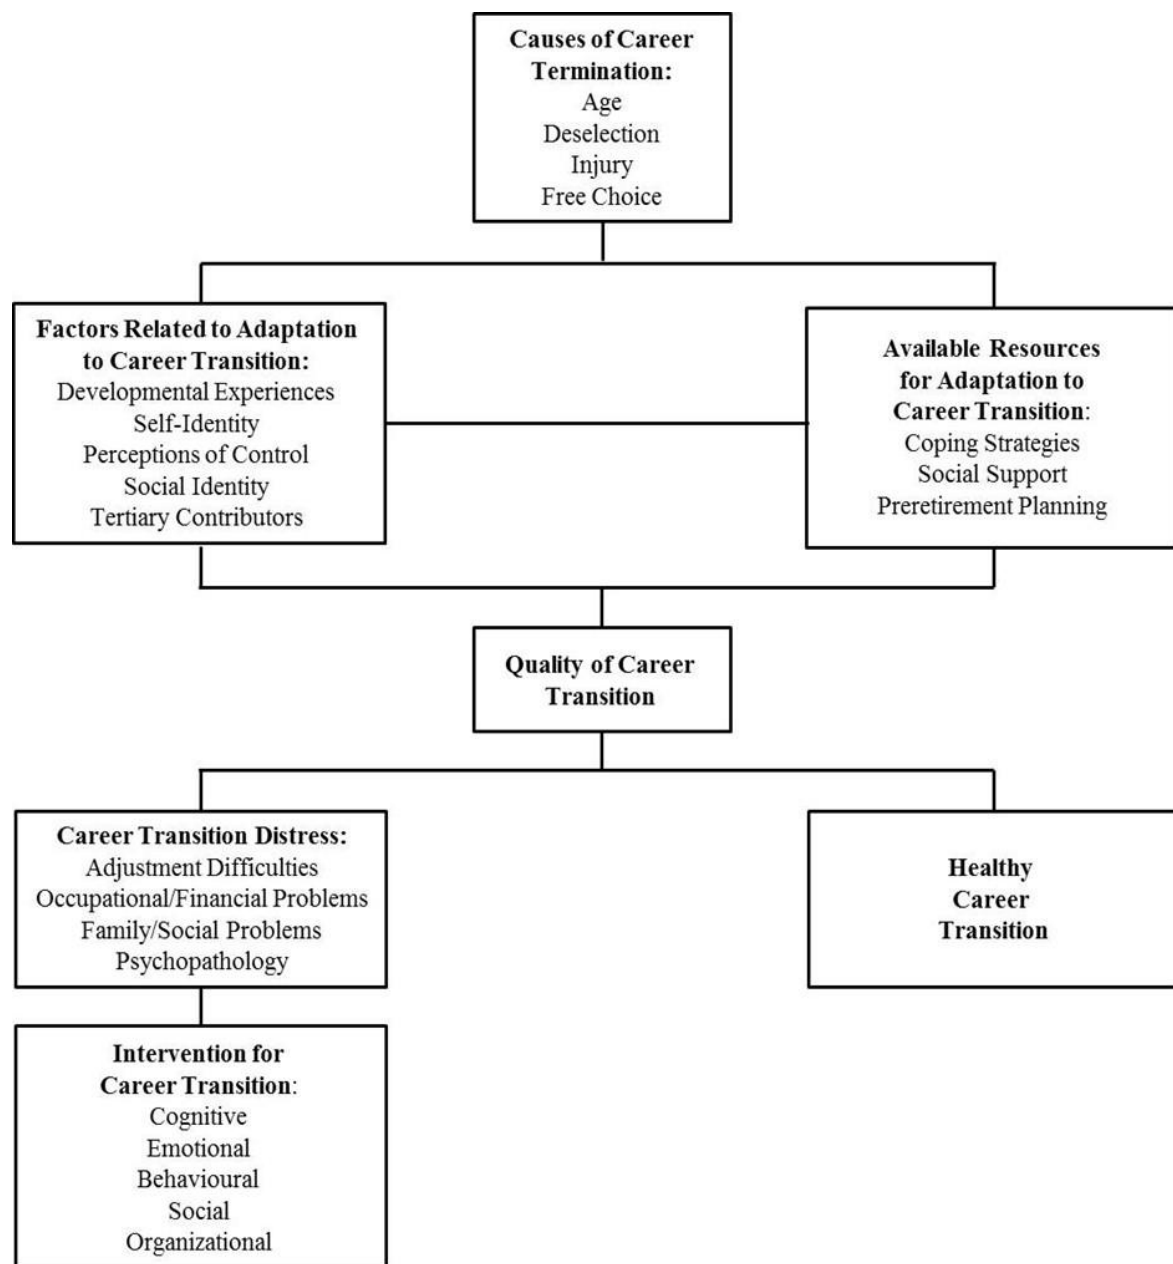 Causes of Career
Termination:
Age
Deselection
Injury
Free Choice
Factors Related to Adaptation
to Career Transition:
Developmental Experiences
Self-Identity
Perceptions of Control
Social Identity
Tertiary Contributors
Available Resources
for Adaptation to
Career Transition:
Coping Strategies
Social Support
Preretirement Planning
Quality of Career
Transition
Career Transition Distress:
Adjustment Difficulties
Occupational/Financial Problems
Family/Social Problems
Psychopathology
Healthy
Career
Transition
Intervention for
Career Transition:
Cognitive
Emotional
Behavioural
Social
Organizational